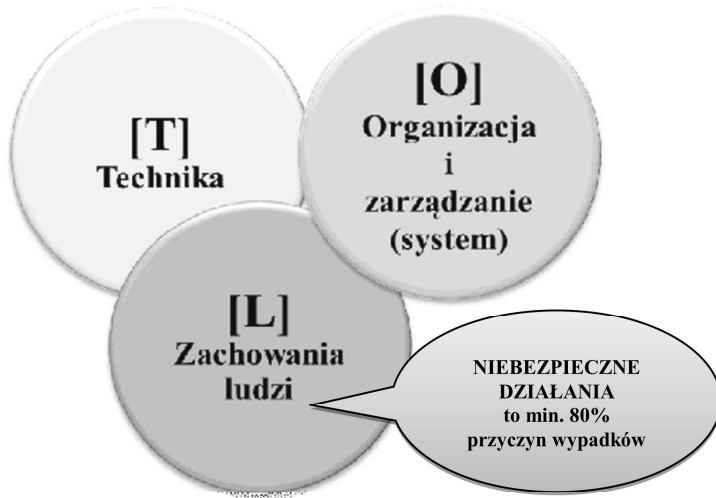 [T]
Technika
[O]
Organizacja
i
zarządzanie
(system)
[L]
Zachowania
ludzi
NIEBEZPIECZNE
DZIAŁANIA
to min. 80%
przyczyn wypadków